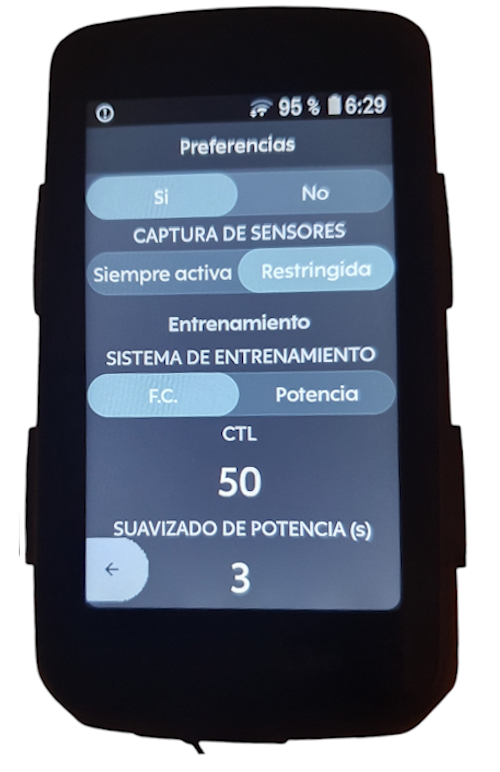 95 % 6:29
Preferencias
Si No
CAPTURA DE SENSORES
Siempre activa Restringida
Entrenamiento
SISTEMA DE ENTRENAMIENTO
F.C. Potencia
CTL
50
SUAVIZADO DE POTENCIA (s)
3